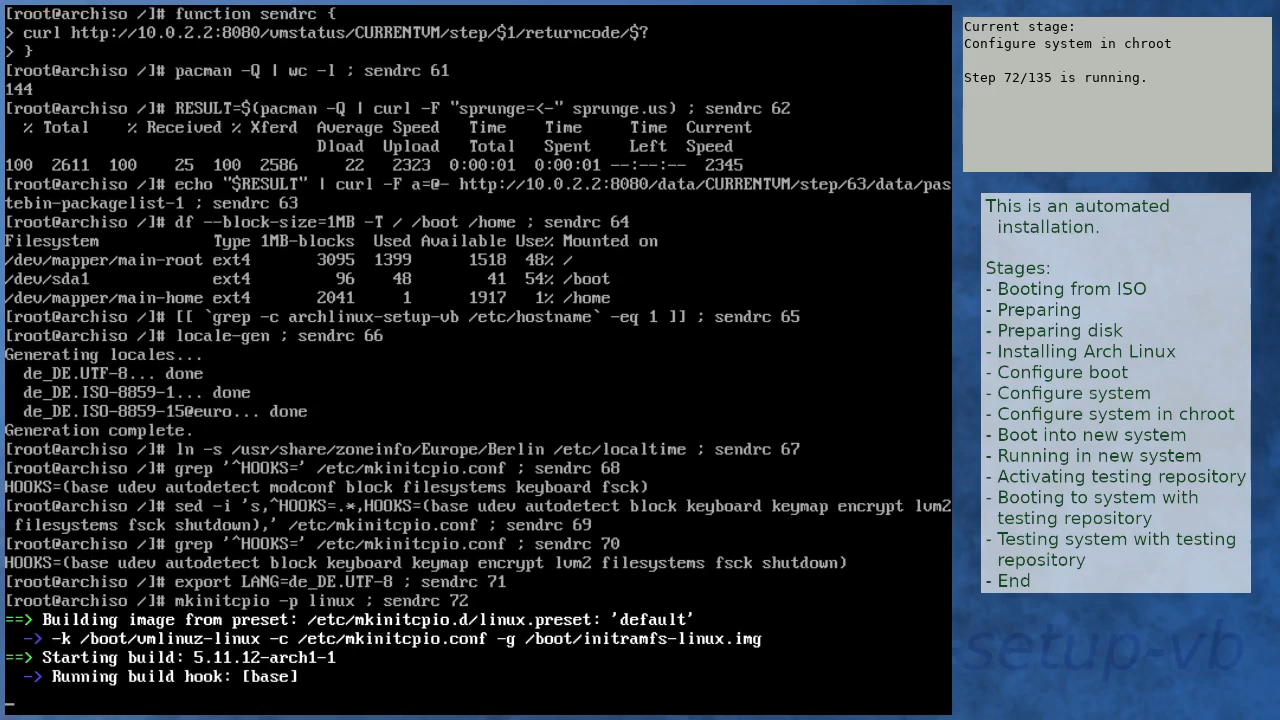 [root@archiso /]# function sendrc {
> curl http://10.0.2.2:8080/vmstatus/CURRENTVM/step/$1/returncode/$?
> }
[root@archiso /]# pacman -Q | wc -l ; sendrc 61
144
[root@archiso /]# RESULT=$(pacman -Q | curl -F "sprunge=<-" sprunge.us) ; sendrc 62
  % Total    % Received % Xferd  Average Speed   Time    Time     Time  Current
                                 Dload  Upload   Total   Spent    Left  Speed
100  2611  100    25  100  2586     22   2323  0:00:01  0:00:01 --:--:--  2345
[root@archiso /]# echo "$RESULT" | curl -F a=@- http://10.0.2.2:8080/data/CURRENTVM/step/63/data/pas
tebin-packagelist-1 ; sendrc 63
[root@archiso /]# df --block-size=1MB -T / /boot /home ; sendrc 64
Filesystem            Type 1MB-blocks  Used Available Use% Mounted on
/dev/mapper/main-root ext4       3095  1399      1518  48% /
/dev/sda1             ext4         96    48        41  54% /boot
/dev/mapper/main-home ext4       2041     1      1917   1% /home
[root@archiso /]# [[ `grep -c archlinux-setup-vb /etc/hostname` -eq 1 ]] ; sendrc 65
[root@archiso /]# locale-gen ; sendrc 66
Generating locales...
  de_DE.UTF-8... done
  de_DE.ISO-8859-1... done
  de_DE.ISO-8859-15@euro... done
Generation complete.
[root@archiso /]# ln -s /usr/share/zoneinfo/Europe/Berlin /etc/localtime ; sendrc 67
[root@archiso /]# grep '^HOOKS=' /etc/mkinitcpio.conf ; sendrc 68
HOOKS=(base udev autodetect modconf block filesystems keyboard fsck)
[root@archiso /]# sed -i 's,^HOOKS=.*,HOOKS=(base udev autodetect block keyboard keymap encrypt lvm2
 filesystems fsck shutdown),' /etc/mkinitcpio.conf ; sendrc 69
[root@archiso /]# grep '^HOOKS=' /etc/mkinitcpio.conf ; sendrc 70
HOOKS=(base udev autodetect block keyboard keymap encrypt lvm2 filesystems fsck shutdown)
[root@archiso /]# export LANG=de_DE.UTF-8 ; sendrc 71
[root@archiso /]# mkinitcpio -p linux ; sendrc 72
==> Building image from preset: /etc/mkinitcpio.d/linux.preset: 'default'
  -> -k /boot/vmlinuz-linux -c /etc/mkinitcpio.conf -g /boot/initramfs-linux.img
==> Starting build: 5.11.12-arch1-1
  -> Running build hook: [base]
_
Current stage:
Configure system in chroot
Step 72/135 is running.
This is an automated
installation.
Stages:
- Booting from ISO
- Preparing
- Preparing disk
- Installing Arch Linux
- Configure boot
- Configure system
- Configure system in chroot
- Boot into new system
- Running in new system
- Activating testing repository
- Booting to system with
testing repository
- Testing system with testing
repository
- End
setup-vb